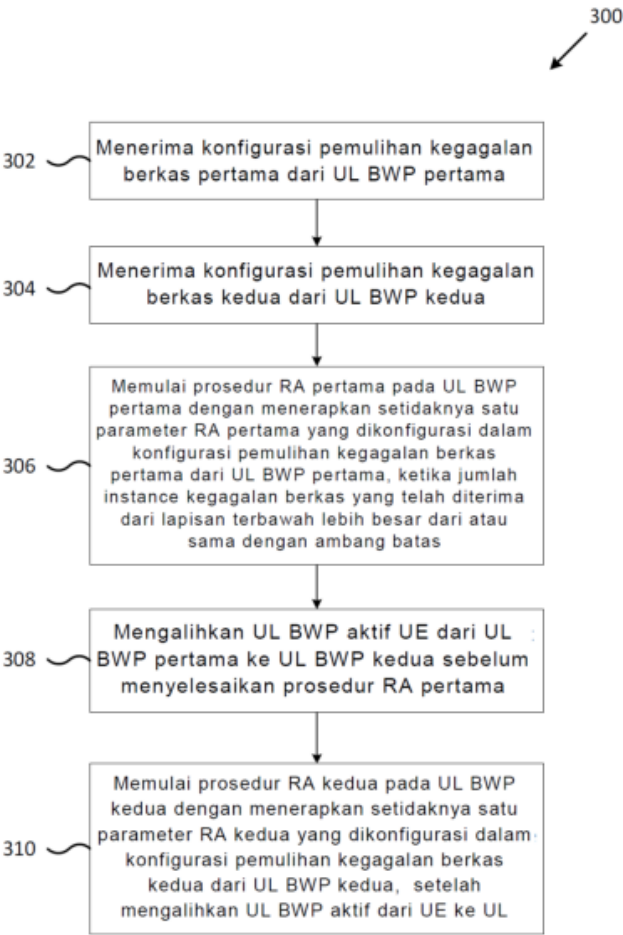 300
302
Menerima konfigurasi pemulihan kegagalan
berkas pertama dari UL BWP pertama
304
Menerima konfigurasi pemulihan kegagalan
berkas kedua dari UL BWP kedua
306
Memulai prosedur RA pertama pada UL BWP
pertama dengan menerapkan setidaknya satu
parameter RA pertama yang dikonfigurasi dalam
konfigurasi pemulihan kegagalan berkas
pertama dari UL BWP pertama, ketika jumlah
instance kegagalan berkas yang telah diterima
dari lapisan terbawah lebih besar dari atau
sama dengan ambang batas
308
Mengalihkan UL BWP aktif UE dari UL
BWP pertama ke UL BWP kedua sebelum
menyelesaikan prosedur RA pertama
310
Memulai prosedur RA kedua pada UL BWP
kedua dengan menerapkan setidaknya satu
parameter RA kedua yang dikonfigurasi dalam
konfigurasi pemulihan kegagalan berkas
kedua dari UL BWP kedua, setelah
mengalihkan UL BWP aktif dari UE ke UL